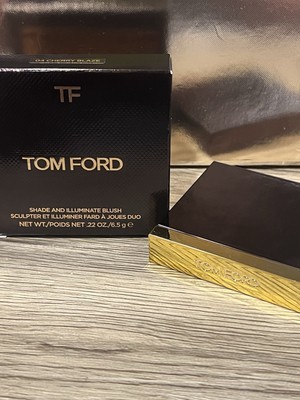 04 CHERRY BLAZE
TF
TOM FORD
SHADE AND ILLUMINATE BLUSH
SCULPTER ET ILLUMINER FARD À JOUES DUO
NET WT./POIDS NET .22 OZ./6.5 g ℮
TOM FORD